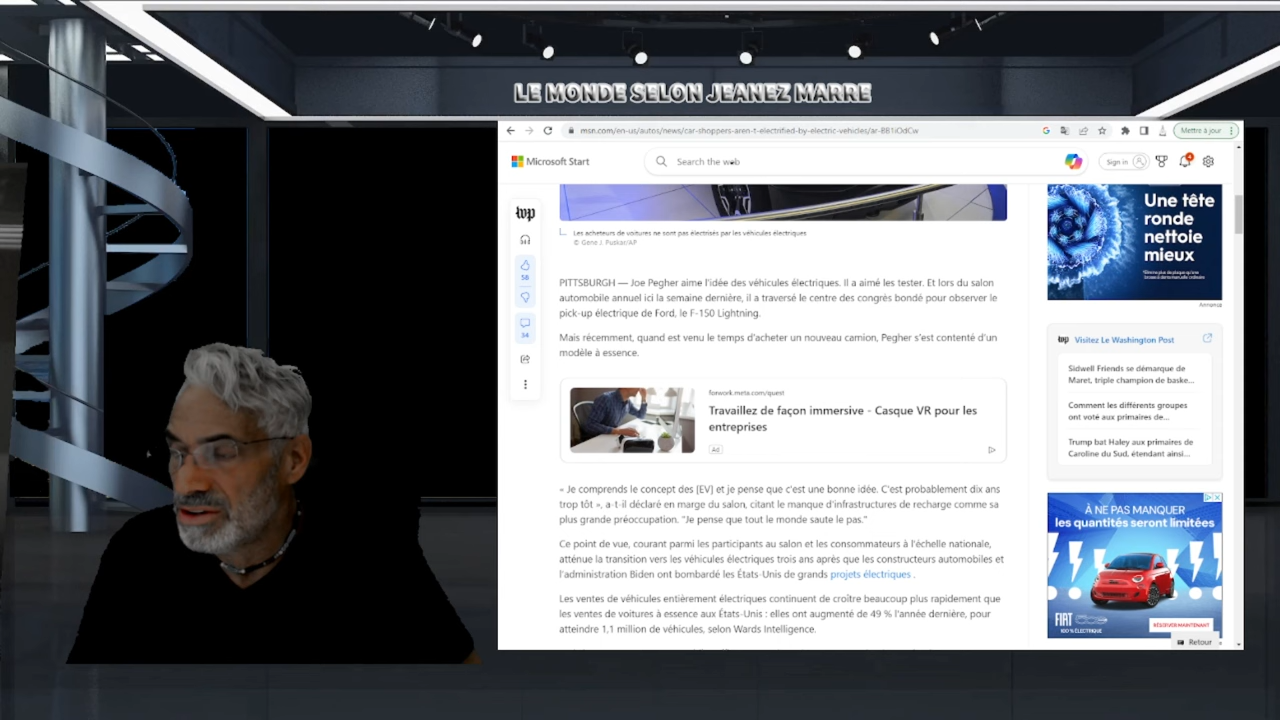 LE MONDE SELON JEANEZ MARRE
msn.com/en-us/autos/news/car-shoppers-aren-t-electrified-by-electric-vehicles/ar-BB1iOdCw
Mettre à jour
Microsoft Start
Search the web
Sign in
4
wp
58
34
Les acheteurs de voitures ne sont pas électrisés par les véhicules électriques
© Gene J. Puskar/AP
PITTSBURGH — Joe Pegher aime l'idée des véhicules électriques. Il a aimé les tester. Et lors du salon
automobile annuel ici la semaine dernière, il a traversé le centre des congrès bondé pour observer le
pick-up électrique de Ford, le F-150 Lightning.
Mais récemment, quand est venu le temps d'acheter un nouveau camion, Pegher s'est contenté d'un
modèle à essence.
forwork.meta.com/quest
Travaillez de façon immersive - Casque VR pour les
entreprises
Ad
« Je comprends le concept des [EV] et je pense que c'est une bonne idée. C'est probablement dix ans
trop tôt », a-t-il déclaré en marge du salon, citant le manque d'infrastructures de recharge comme sa
plus grande préoccupation. "Je pense que tout le monde saute le pas."
Ce point de vue, courant parmi les participants au salon et les consommateurs à l'échelle nationale,
atténue la transition vers les véhicules électriques trois ans après que les constructeurs automobiles et
l'administration Biden ont bombardé les États-Unis de grands projets électriques .
Les ventes de véhicules entièrement électriques continuent de croître beaucoup plus rapidement que
les ventes de voitures à essence aux États-Unis : elles ont augmenté de 49 % l'année dernière, pour
atteindre 1,1 million de véhicules, selon Wards Intelligence.
Une tête
ronde
nettoie
mieux
Annonce
wp Visitez Le Washington Post
Sidwell Friends se démarque de
Maret, triple champion de baske...
Comment les différents groupes
ont voté aux primaires de...
Trump bat Haley aux primaires de
Caroline du Sud, étendant ainsi...
À NE PAS MANQUER
les quantités seront limitées
FIAT
100% ÉLECTRIQUE
RÉSERVER MAINTENANT
Retour